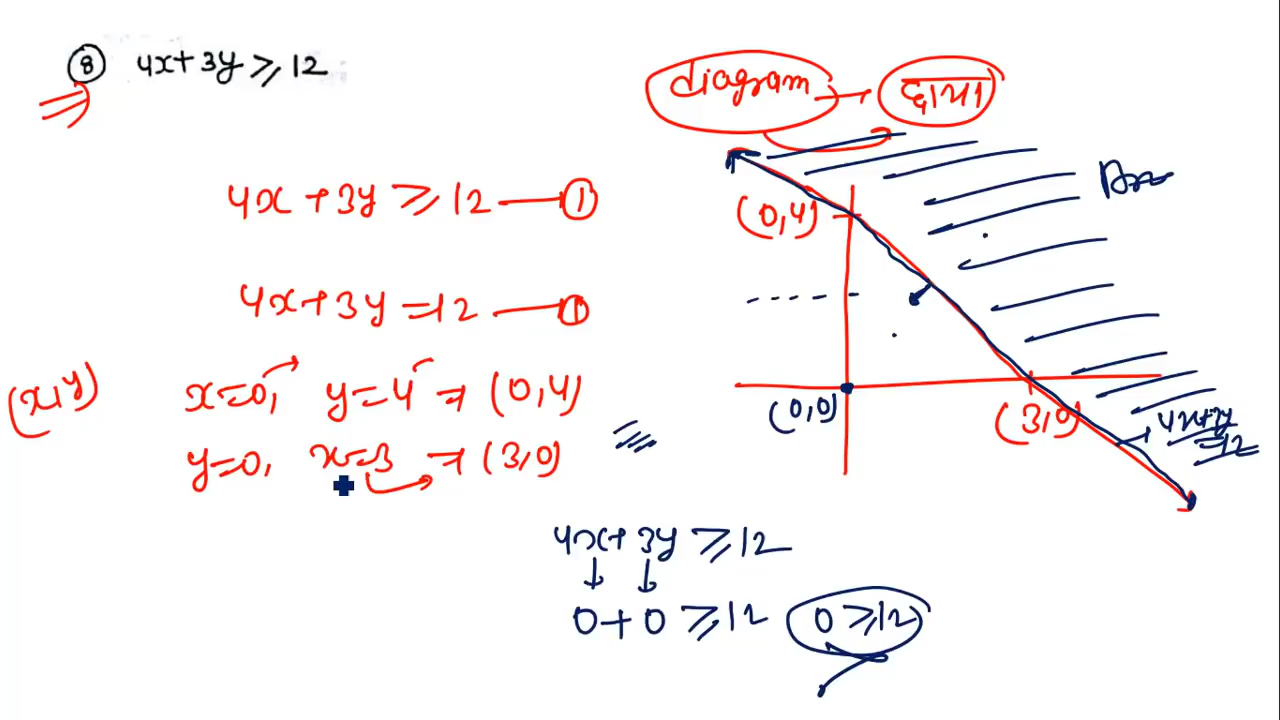 ⑧ 4x+3y ≥ 12
4x+3y ≥ 12 — ①
4x+3y = 12 — ①
(x,y)
x=0, y=4 ⇒ (0,4)
y=0, x=3 ⇒ (3,0)
diagram → छाया
Ans
(0,4)
(0,0)
(3,0)
4x+3y
=12
4x+3y ≥ 12
0+0 ≥ 12 0 ≥ 12